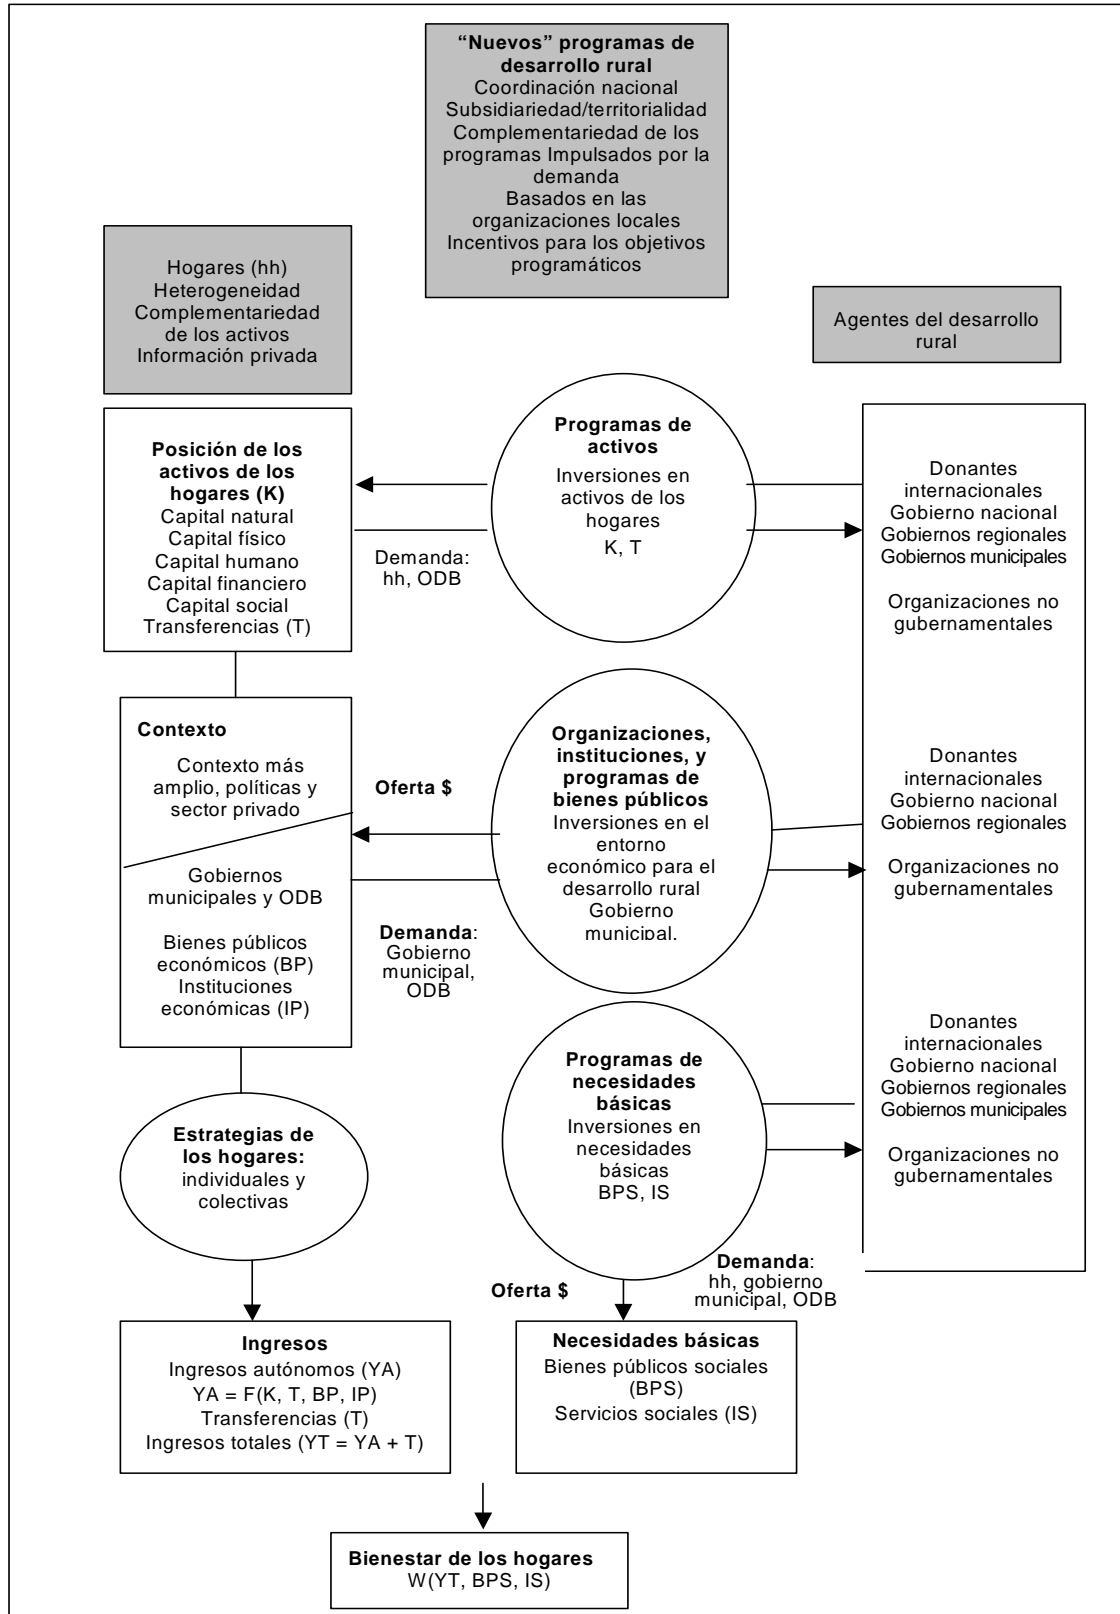 “Nuevos” programas de
desarrollo rural
Coordinación nacional
Subsidiariedad/territorialidad
Complementariedad de los
programas Impulsados por la
demanda
Basados en las
organizaciones locales
Incentivos para los objetivos
programáticos
Hogares (hh)
Heterogeneidad
Complementariedad
de los activos
Información privada
Agentes del desarrollo
rural
Posición de los
activos de los
hogares (K)
Capital natural
Capital físico
Capital humano
Capital financiero
Capital social
Transferencias (T)
Demanda:
hh, ODB
Programas de
activos
Inversiones en
activos de los
hogares
K, T
Donantes
internacionales
Gobierno nacional
Gobiernos regionales
Gobiernos municipales
Organizaciones no
gubernamentales
Contexto
Contexto más
amplio, políticas y
sector privado
Gobiernos
municipales y ODB
Bienes públicos
económicos (BP)
Instituciones
económicas (IP)
Oferta $
Demanda:
Gobierno
municipal,
ODB
Organizaciones,
instituciones, y
programas de
bienes públicos
Inversiones en el
entorno
económico para el
desarrollo rural
Gobierno
municipal.
Donantes
internacionales
Gobierno nacional
Gobiernos regionales
Organizaciones no
gubernamentales
Programas de
necesidades
básicas
Inversiones en
necesidades
básicas
BPS, IS
Donantes
internacionales
Gobierno nacional
Gobiernos regionales
Gobiernos municipales
Organizaciones no
gubernamentales
Estrategias de
los hogares:
individuales y
colectivas
Oferta $
Demanda:
hh, gobierno
municipal, ODB
Ingresos
Ingresos autónomos (YA)
YA = F(K, T, BP, IP)
Transferencias (T)
Ingresos totales (YT = YA + T)
Necesidades básicas
Bienes públicos sociales
(BPS)
Servicios sociales (IS)
Bienestar de los hogares
W(YT, BPS, IS)